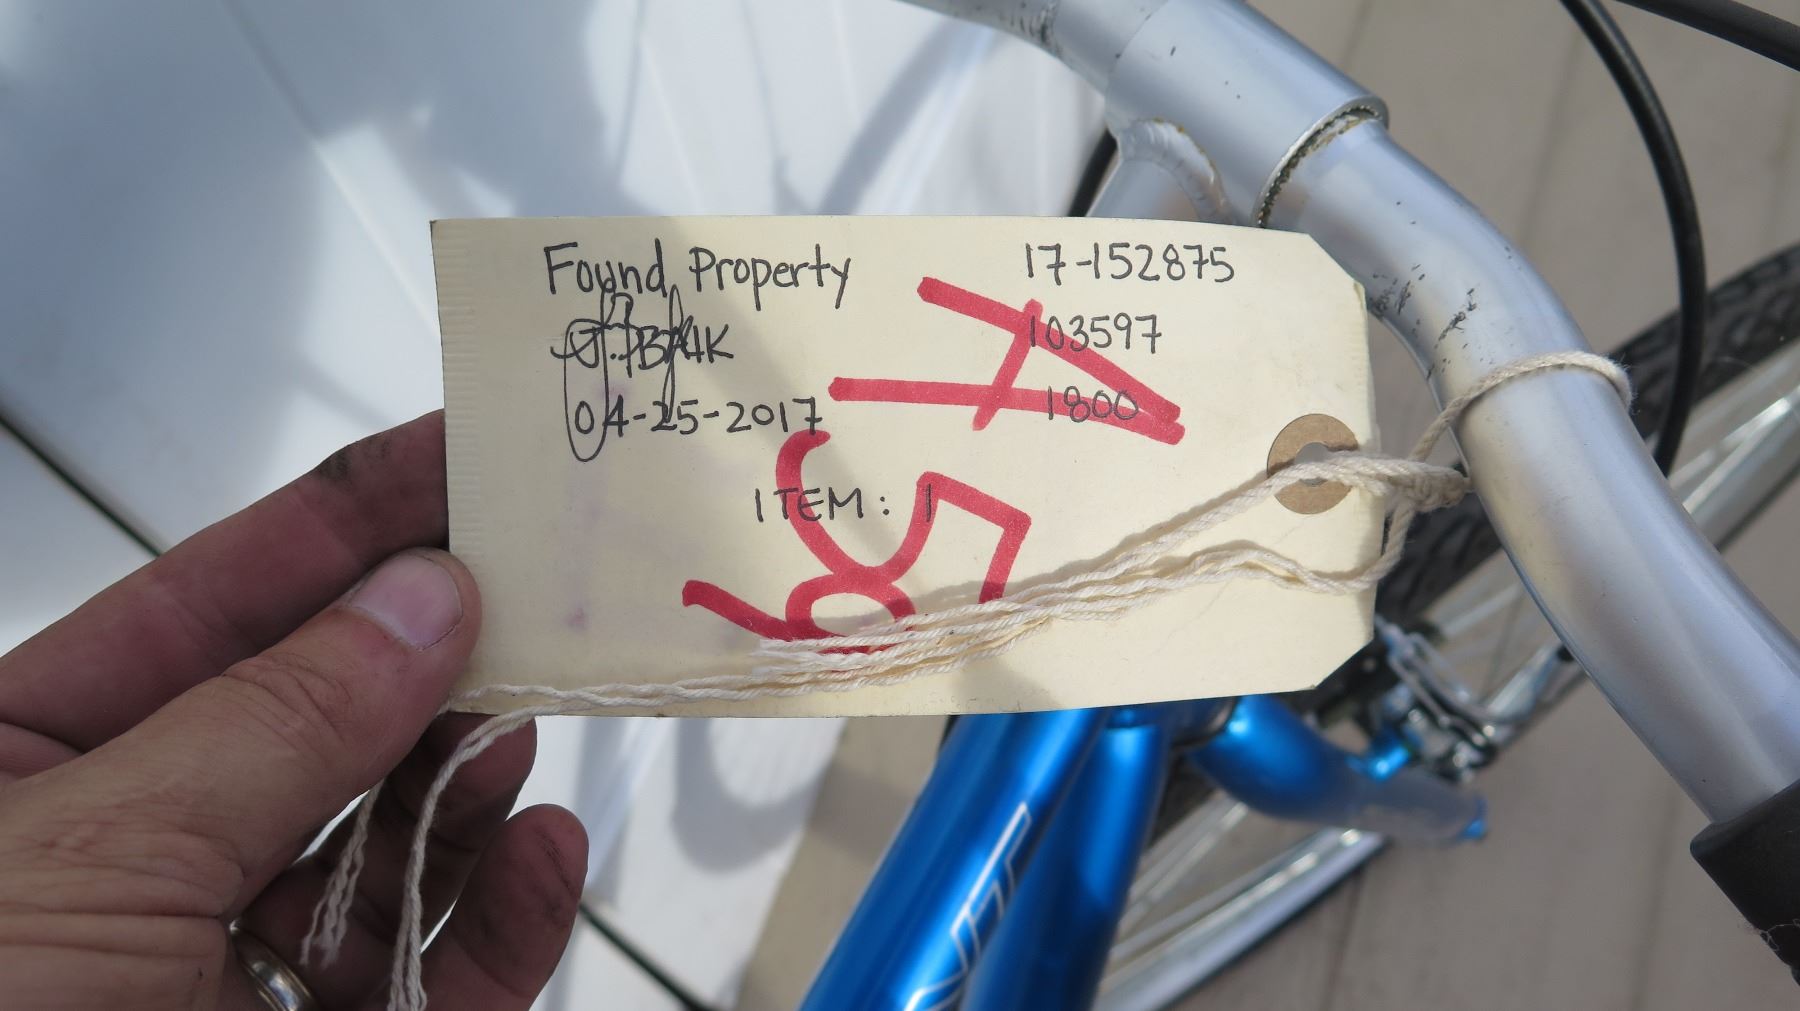 Found Property 17-152875
103597
04-25-2017 1800
ITEM: 1